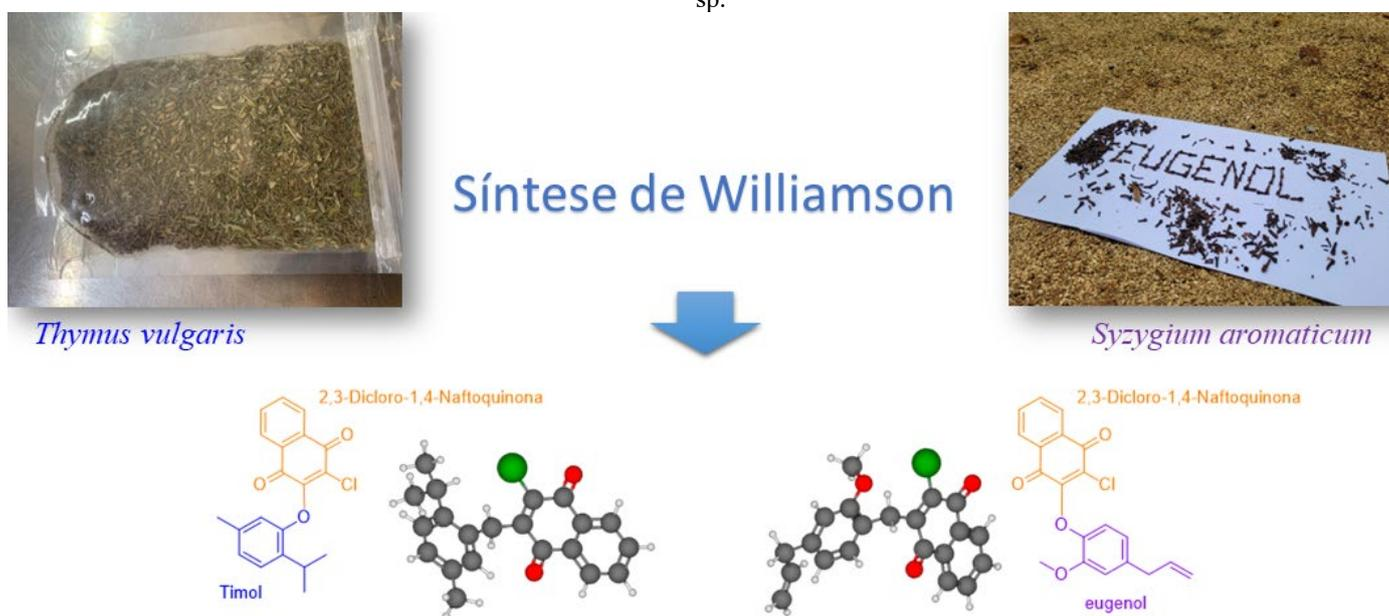 sp.
EUGENOL
Síntese de Williamson
Thymus vulgaris
Syzygium aromaticum
2,3-Dicloro-1,4-Naftoquinona
O
O
Cl
O
Timol
2,3-Dicloro-1,4-Naftoquinona
O
O
Cl
O
O
eugenol